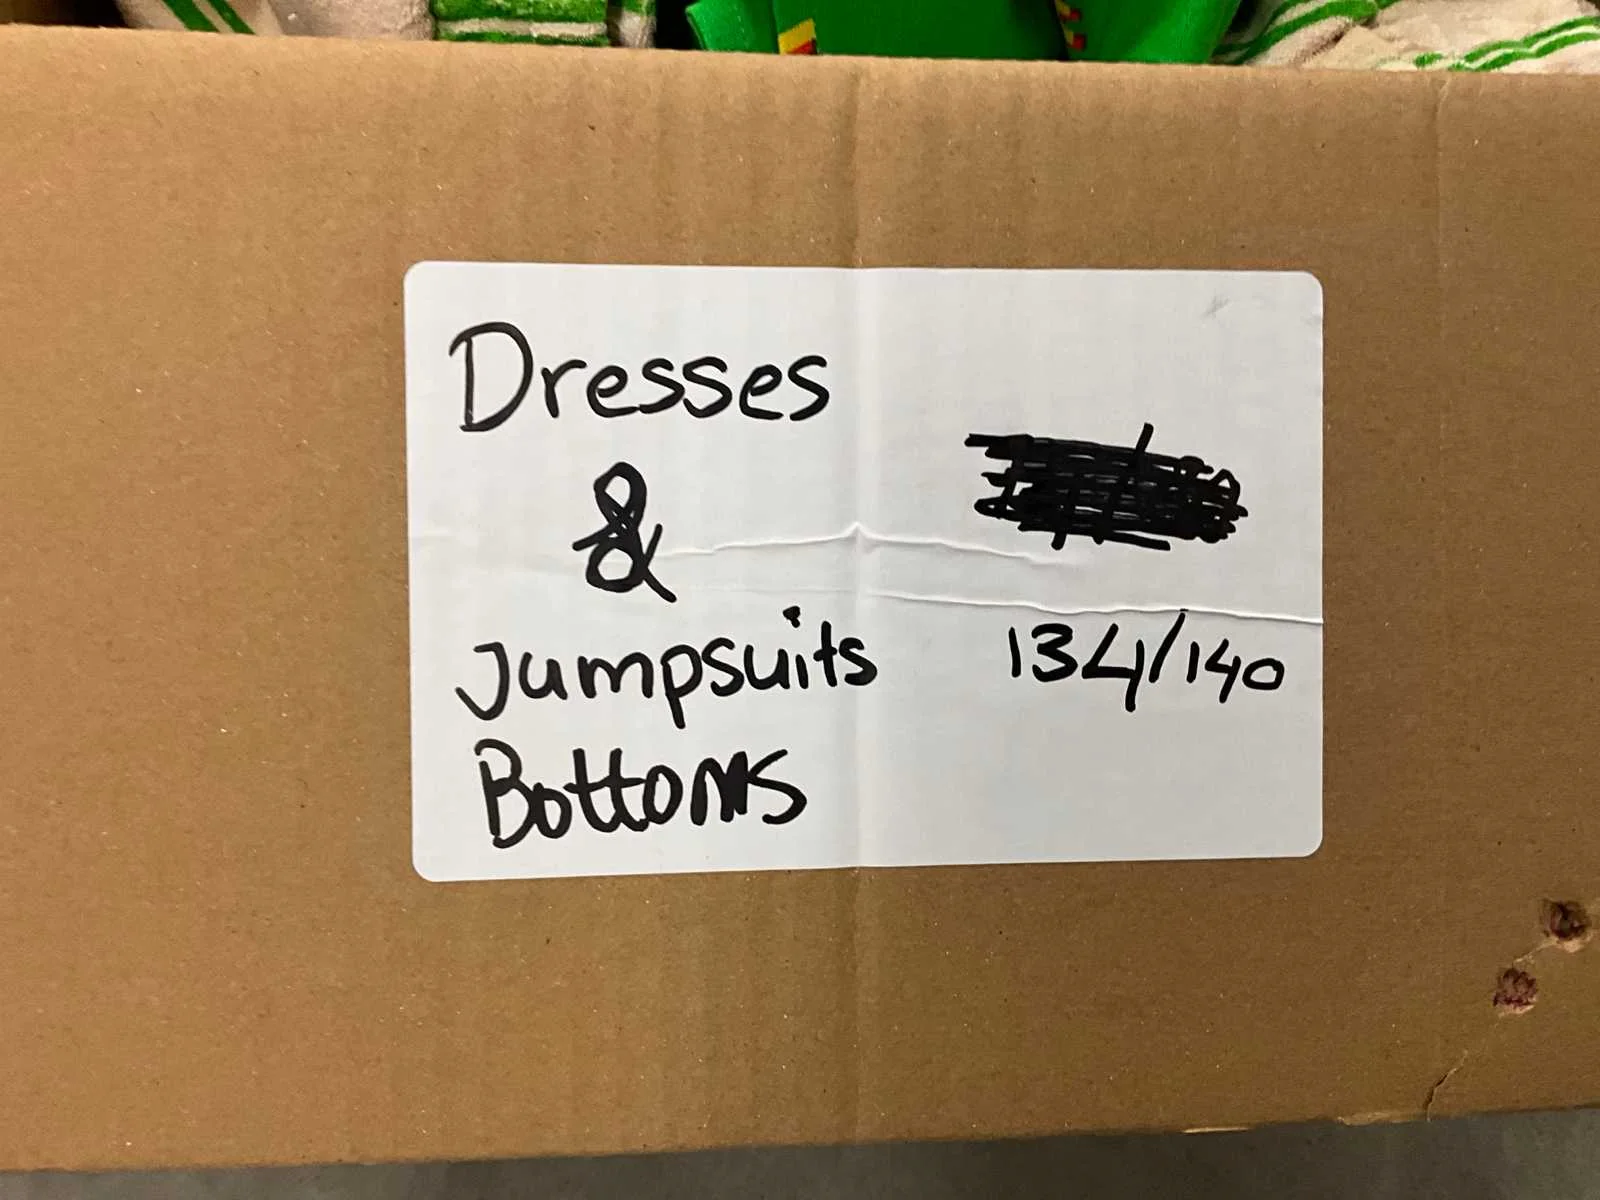 Dresses
&
Jumpsuits 134/140
Bottoms